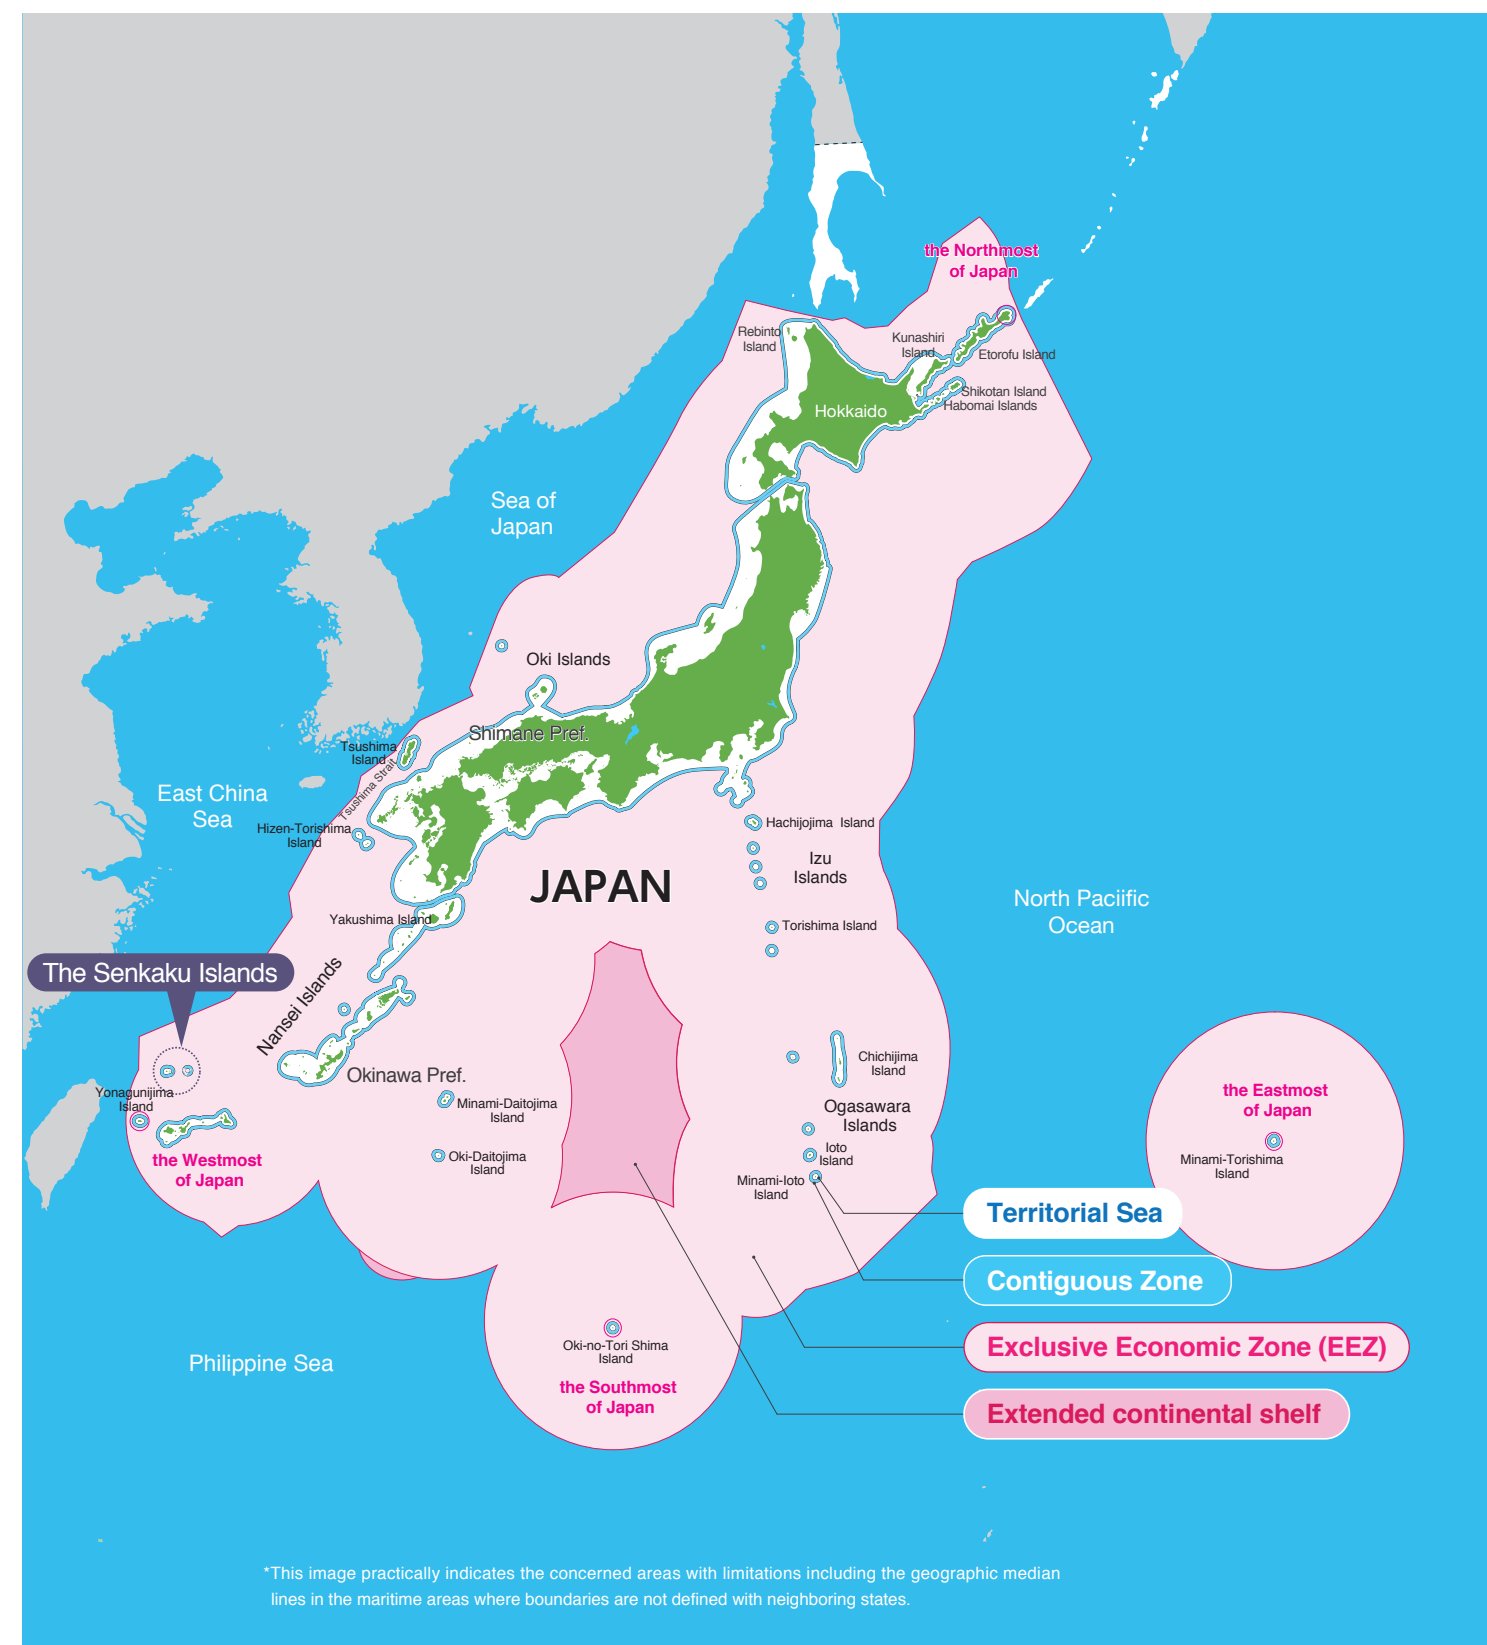 the Northmost
of Japan
Rebinto
Island
Kunashiri
Island
Etorofu Island
Shikotan Island
Habomai Islands
Hokkaido
Sea of
Japan
Oki Islands
Shimane Pref.
Tsushima
Island
Tsushima Strait
East China
Sea
Hizen-Torishima
Island
Hachijojima Island
Izu
Islands
JAPAN
North Paciific
Ocean
Yakushima Island
Torishima Island
The Senkaku Islands
Nansei Islands
Chichijima
Island
Okinawa Pref.
Yonagunijima
Island
Minami-Daitojima
Island
Ogasawara
Islands
the Eastmost
of Japan
Minami-Torishima
Island
the Westmost
of Japan
Oki-Daitojima
Island
Ioto
Island
Minami-Ioto
Island
Territorial Sea
Contiguous Zone
Exclusive Economic Zone (EEZ)
Extended continental shelf
Philippine Sea
Oki-no-Tori Shima
Island
the Southmost
of Japan
*This image practically indicates the concerned areas with limitations including the geographic median
lines in the maritime areas where boundaries are not defined with neighboring states.